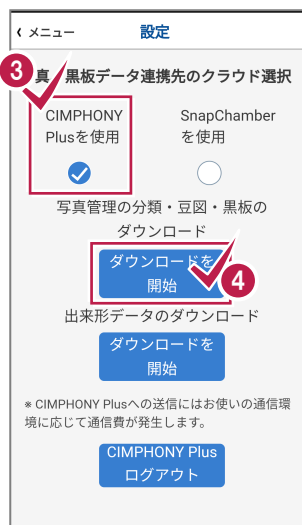 ‹ メニュー 設定
3
真・黒板データ連携先のクラウド選択
CIMPHONY
Plusを使用
SnapChamber
を使用
写真管理の分類・豆図・黒板の
ダウンロード
ダウンロードを
開始
4
出来形データのダウンロード
ダウンロードを
開始
※ CIMPHONY Plusへの送信にはお使いの通信環
境に応じて通信費が発生します。
CIMPHONY Plus
ログアウト